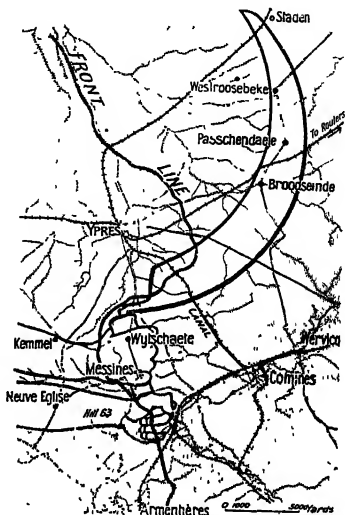 Staden
FRONT
Westroosebeke
To Roulers
Passchendaele
LINE
Broodseinde
YPRES
CANAL
Kemmel
Wytschaete
Wervicq
Messines
Comines
Neuve Eglise
Hill 63
Armentières
0 1000 5000 Yards